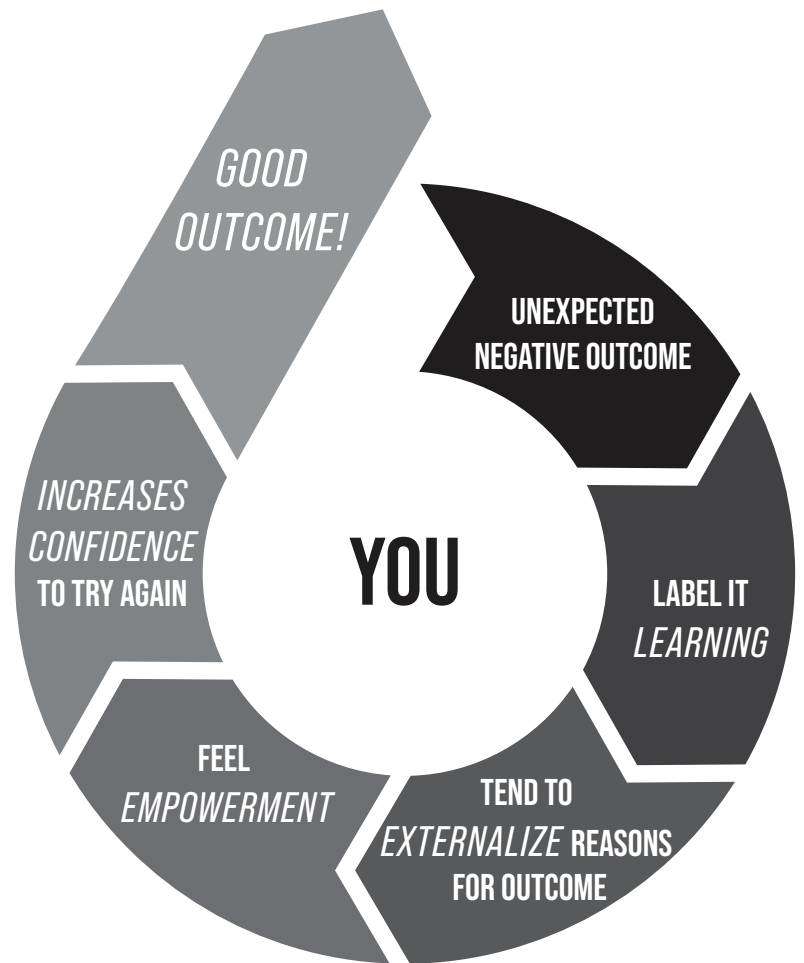 UNEXPECTED
NEGATIVE OUTCOME
LABEL IT
LEARNING
TEND TO
EXTERNALIZE REASONS
FOR OUTCOME
FEEL
EMPOWERMENT
INCREASES
CONFIDENCE
TO TRY AGAIN
GOOD
OUTCOME!
YOU